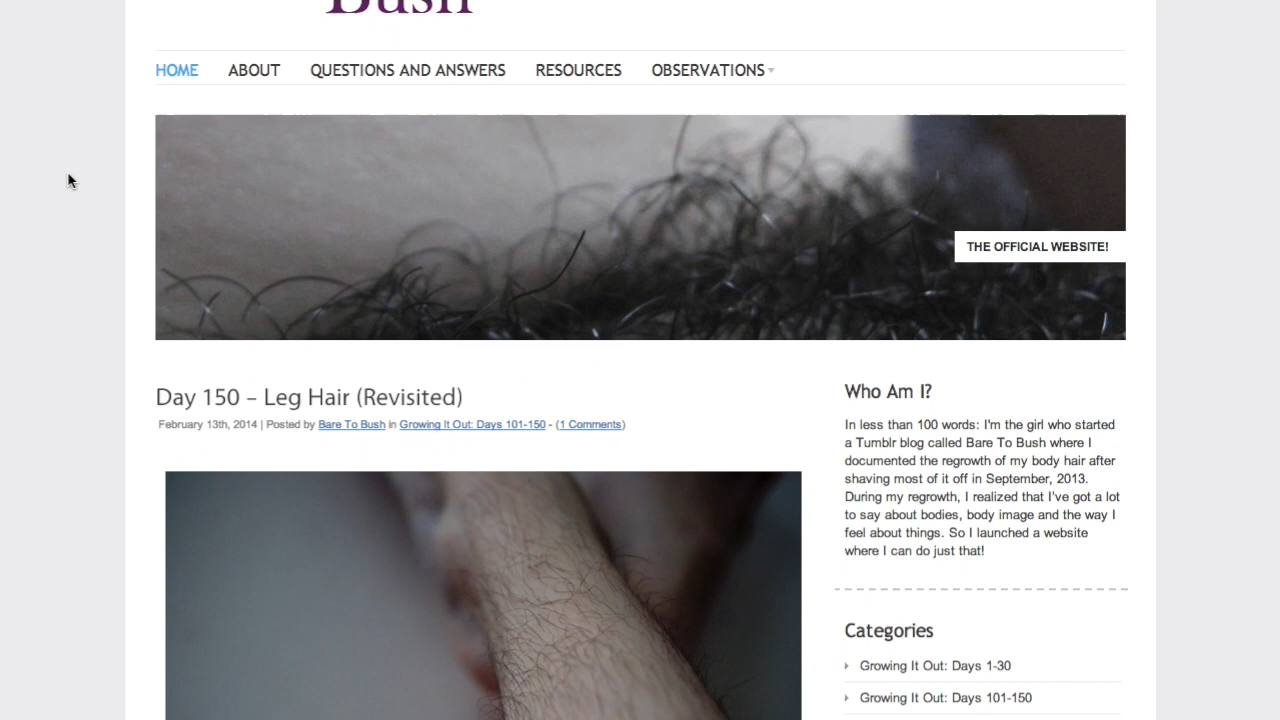 Bush
HOME ABOUT QUESTIONS AND ANSWERS RESOURCES OBSERVATIONS
THE OFFICIAL WEBSITE!
Day 150 – Leg Hair (Revisited)
February 13th, 2014 | Posted by Bare To Bush in Growing It Out: Days 101-150 - (1 Comments)
Who Am I?
In less than 100 words: I'm the girl who started
a Tumblr blog called Bare To Bush where I
documented the regrowth of my body hair after
shaving most of it off in September, 2013.
During my regrowth, I realized that I've got a lot
to say about bodies, body image and the way I
feel about things. So I launched a website
where I can do just that!
Categories
Growing It Out: Days 1-30
Growing It Out: Days 101-150